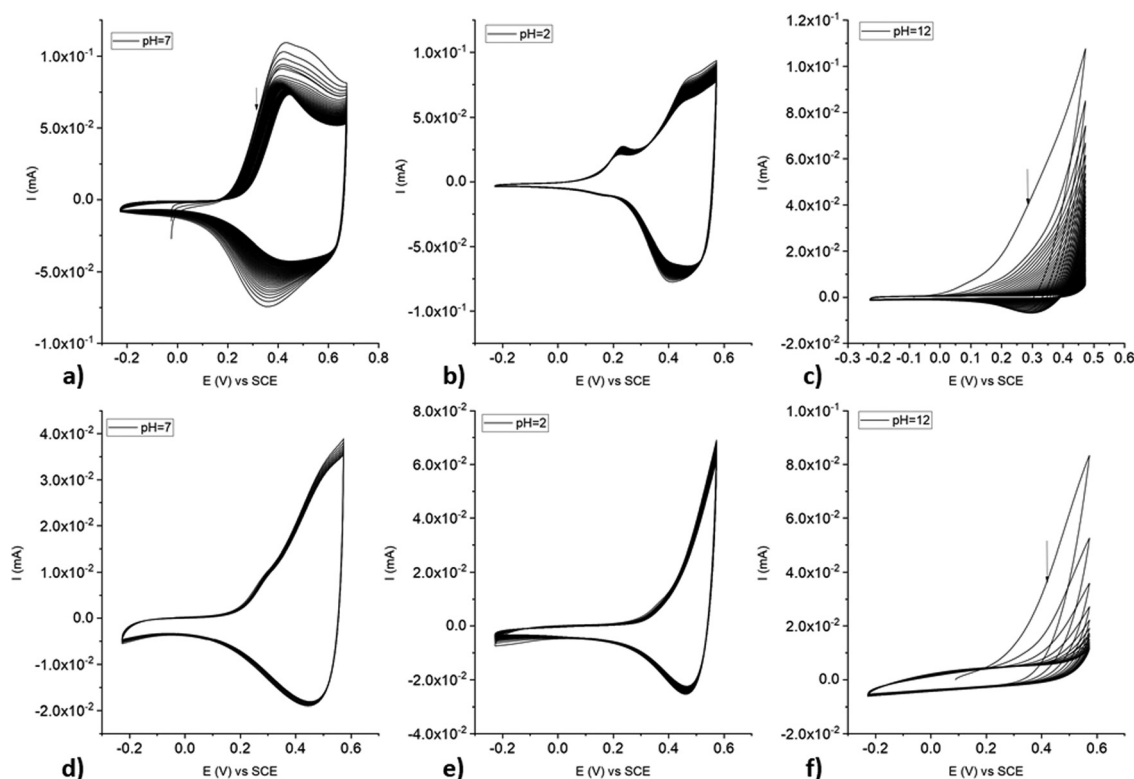 pH=7
1.0x10⁻¹
5.0x10⁻²
0.0
-5.0x10⁻²
-1.0x10⁻¹
I (mA)
-0.2 0.0 0.2 0.4 0.6 0.8
E (V) vs SCE
a)
pH=2
1.0x10⁻¹
5.0x10⁻²
0.0
-5.0x10⁻²
-1.0x10⁻¹
I (mA)
-0.2 0.0 0.2 0.4 0.6
E (V) vs SCE
b)
pH=12
1.2x10⁻¹
1.0x10⁻¹
8.0x10⁻²
6.0x10⁻²
4.0x10⁻²
2.0x10⁻²
0.0
-2.0x10⁻²
I (mA)
-0.3 -0.2 -0.1 0.0 0.1 0.2 0.3 0.4 0.5 0.6
E (V) vs SCE
c)
pH=7
4.0x10⁻²
3.0x10⁻²
2.0x10⁻²
1.0x10⁻²
0.0
-1.0x10⁻²
-2.0x10⁻²
I (mA)
-0.2 0.0 0.2 0.4 0.6
E (V) vs SCE
d)
pH=2
8.0x10⁻²
6.0x10⁻²
4.0x10⁻²
2.0x10⁻²
0.0
-2.0x10⁻²
-4.0x10⁻²
I (mA)
-0.2 0.0 0.2 0.4 0.6
E (V) vs SCE
e)
pH=12
1.0x10⁻¹
8.0x10⁻²
6.0x10⁻²
4.0x10⁻²
2.0x10⁻²
0.0
-2.0x10⁻²
I (mA)
-0.2 0.0 0.2 0.4 0.6
E (V) vs SCE
f)